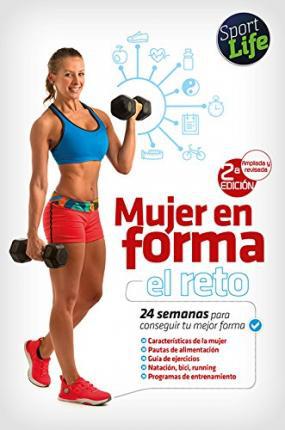 Sport
Life
Ampliada y
revisada
2ª
EDICIÓN
Mujer en
forma
el reto
24 semanas para
conseguir tu mejor forma
Características de la mujer
Pautas de alimentación
Guía de ejercicios
Natación, bici, running
Programas de entrenamiento